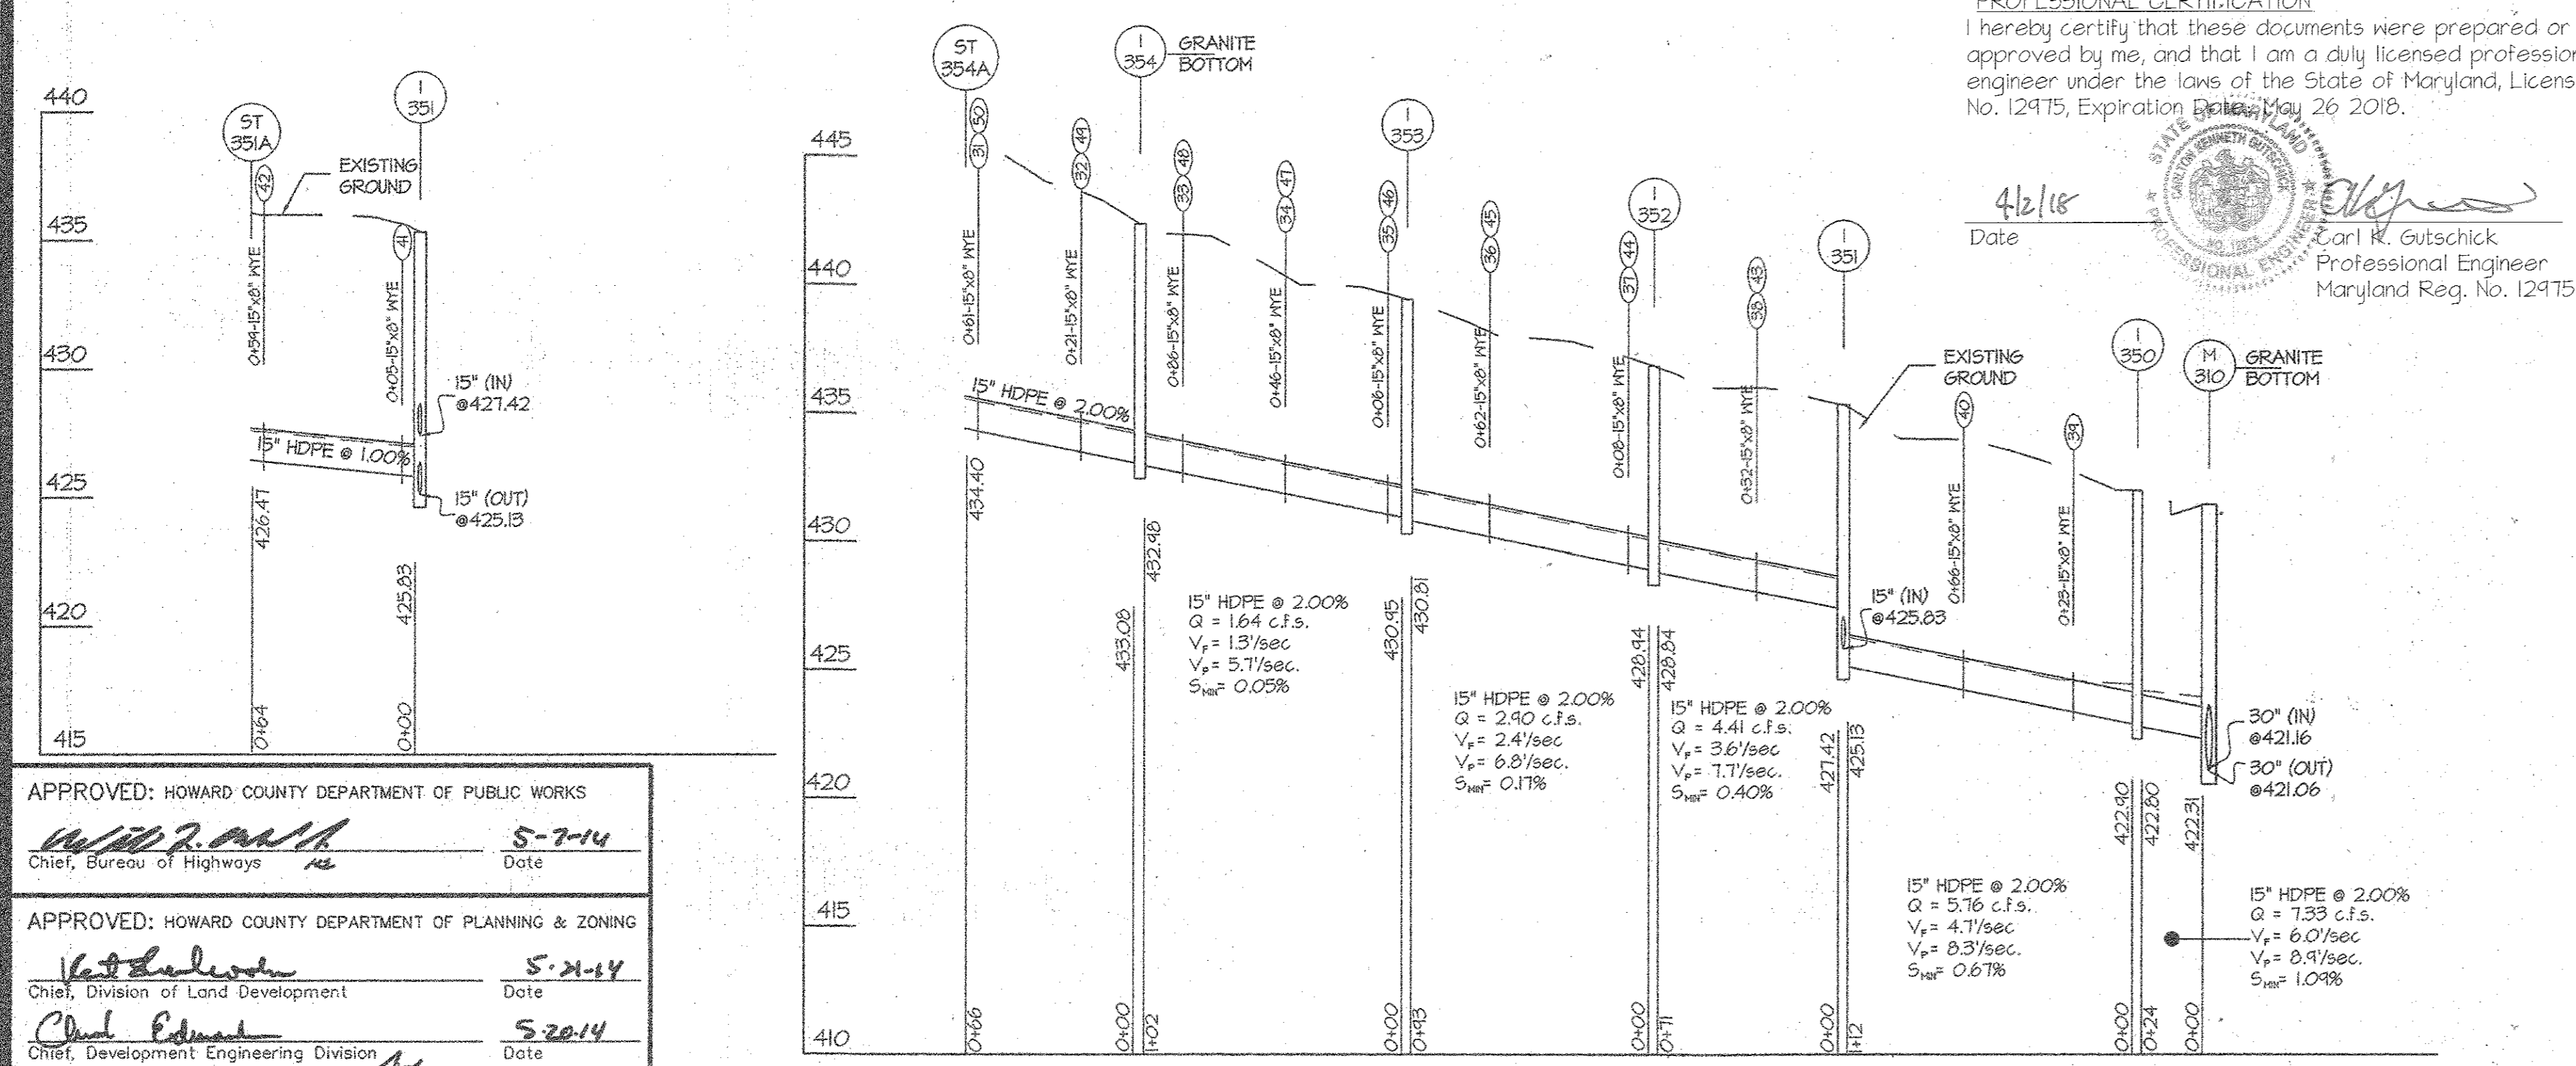 PROFESSIONAL CERTIFICATION
I hereby certify that these documents were prepared or
approved by me, and that I am a duly licensed profession
engineer under the laws of the State of Maryland, Licens
No. 12975, Expiration Date: May 26 2018.
4/2/18
Date
STATE OF MARYLAND
CARLTON KENNETH GUTSCHICK
NO. 12975
PROFESSIONAL ENGINEER
Carl K. Gutschick
Professional Engineer
Maryland Reg. No. 12975
440
435
430
425
420
415
ST
351A
I
351
42
41
EXISTING
GROUND
0+59-15"x8" WYE
0+05-15"x8" WYE
15" (IN)
@427.42
15" HDPE @ 1.00%
15" (OUT)
@425.13
426.47
425.83
0+64
0+00
445
440
435
430
425
420
415
410
ST
354A
I
354
GRANITE
BOTTOM
I
353
I
352
I
351
I
350
M
310
GRANITE
BOTTOM
31 50
32 49
33 48
34 47
35 46
36 45
37 44
38 43
40
39
0+61-15"x8" WYE
0+21-15"x8" WYE
0+86-15"x8" WYE
0+46-15"x8" WYE
0+06-15"x8" WYE
0+62-15"x8" WYE
0+08-15"x8" WYE
0+32-15"x8" WYE
0+66-15"x8" WYE
0+23-15"x8" WYE
EXISTING
GROUND
15" HDPE @ 2.00%
15" (IN)
@425.83
30" (IN)
@421.16
30" (OUT)
@421.06
434.40
433.08
432.98
430.95
430.81
428.94
428.84
427.42
425.13
422.90
422.80
422.31
15" HDPE @ 2.00%
Q = 1.64 c.f.s.
VF = 1.3'/sec
VP = 5.7'/sec.
SMIN = 0.05%
15" HDPE @ 2.00%
Q = 2.90 c.f.s.
VF = 2.4'/sec
VP = 6.8'/sec.
SMIN = 0.17%
15" HDPE @ 2.00%
Q = 4.41 c.f.s.
VF = 3.6'/sec
VP = 7.7'/sec.
SMIN = 0.40%
15" HDPE @ 2.00%
Q = 5.76 c.f.s.
VF = 4.7'/sec
VP = 8.3'/sec.
SMIN = 0.67%
15" HDPE @ 2.00%
Q = 7.33 c.f.s.
VF = 6.0'/sec
VP = 8.9'/sec.
SMIN = 1.09%
0+66
0+00
1+02
0+00
0+93
0+00
0+71
0+00
1+12
0+00
0+24
0+00
APPROVED: HOWARD COUNTY DEPARTMENT OF PUBLIC WORKS
5-7-14
Chief, Bureau of Highways
Date
APPROVED: HOWARD COUNTY DEPARTMENT OF PLANNING & ZONING
5-21-14
Chief, Division of Land Development
Date
5-20-14
Chief, Development Engineering Division
Date